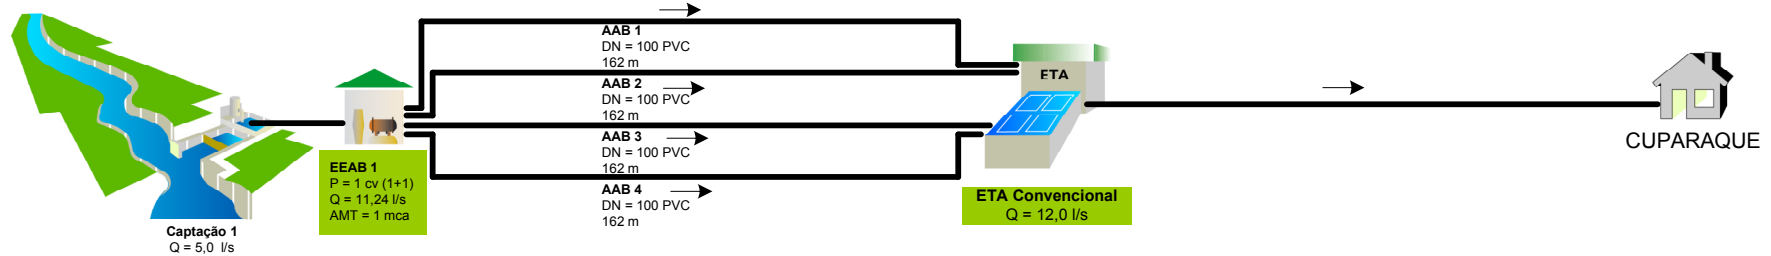 AAB 1
DN = 100 PVC
162 m
AAB 2
DN = 100 PVC
162 m
AAB 3
DN = 100 PVC
162 m
AAB 4
DN = 100 PVC
162 m
EEAB 1
P = 1 cv (1+1)
Q = 11,24 l/s
AMT = 1 mca
Captação 1
Q = 5,0 l/s
ETA
ETA Convencional
Q = 12,0 l/s
CUPARAQUE